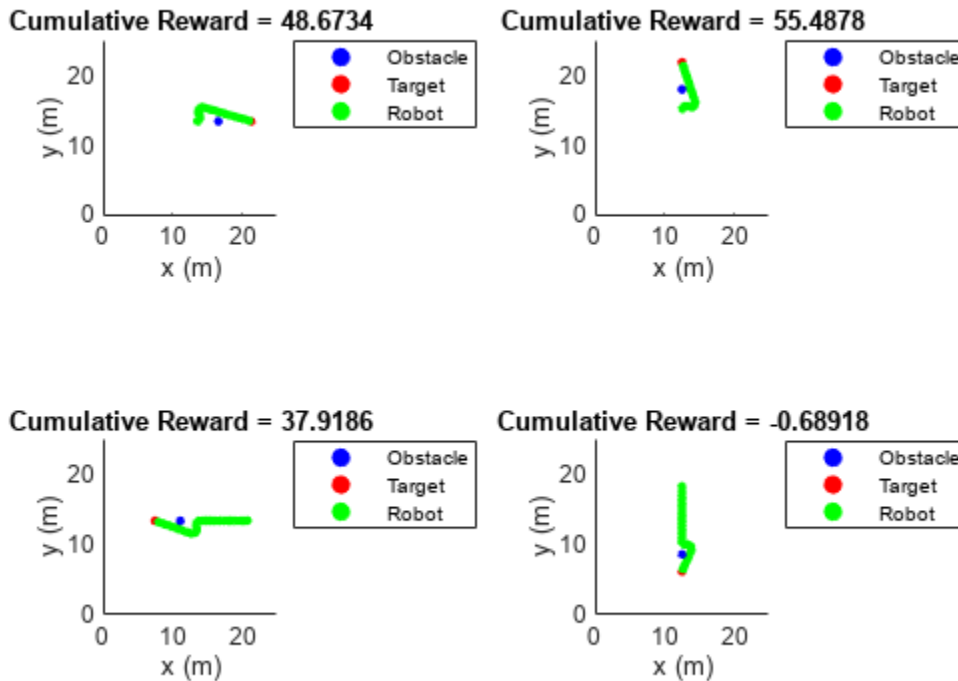 Cumulative Reward = 48.6734
Obstacle
Target
Robot
20
10
0
y (m)
0 10 20
x (m)
Cumulative Reward = 55.4878
Obstacle
Target
Robot
20
10
0
y (m)
0 10 20
x (m)
Cumulative Reward = 37.9186
Obstacle
Target
Robot
20
10
0
y (m)
0 10 20
x (m)
Cumulative Reward = -0.68918
Obstacle
Target
Robot
20
10
0
y (m)
0 10 20
x (m)